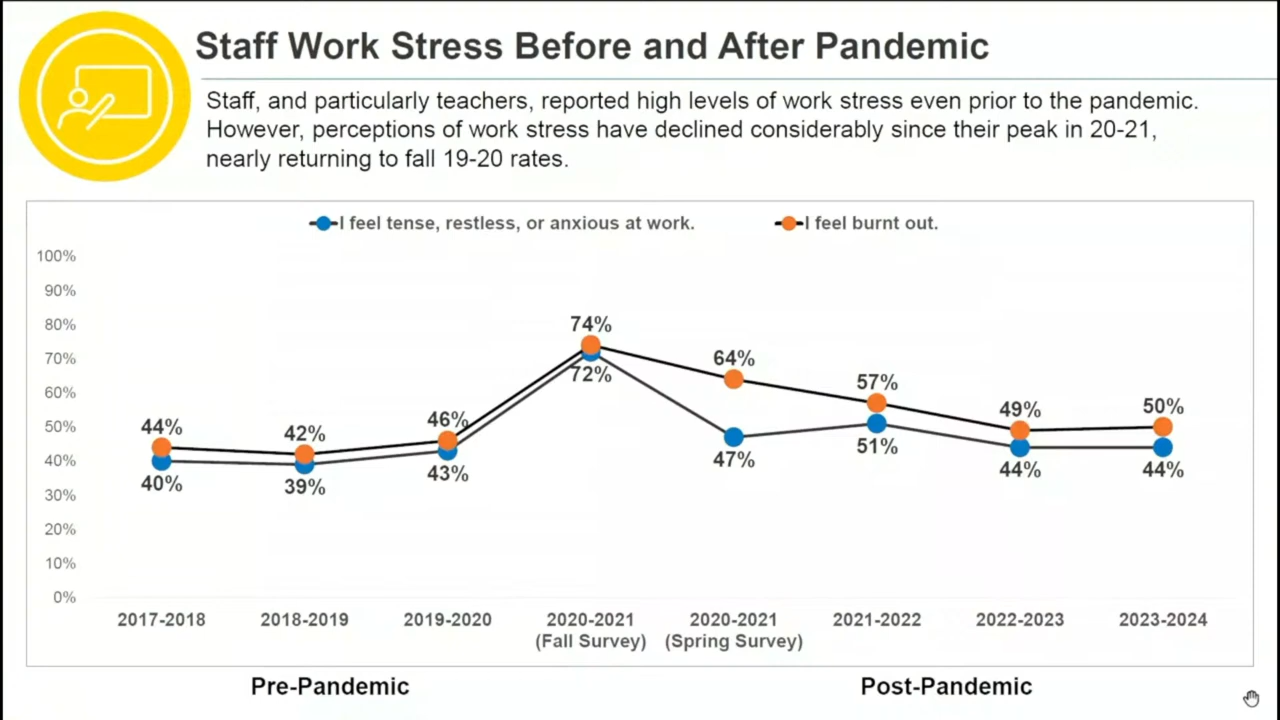 Staff Work Stress Before and After Pandemic
Staff, and particularly teachers, reported high levels of work stress even prior to the pandemic.
However, perceptions of work stress have declined considerably since their peak in 20-21,
nearly returning to fall 19-20 rates.
I feel tense, restless, or anxious at work. I feel burnt out.
100%
90%
80%
70%
60%
50%
40%
30%
20%
10%
0%
44% 42% 46% 74% 64% 57% 49% 50%
40% 39% 43% 72% 47% 51% 44% 44%
2017-2018 2018-2019 2019-2020 2020-2021 2020-2021 2021-2022 2022-2023 2023-2024
(Fall Survey) (Spring Survey)
Pre-Pandemic Post-Pandemic